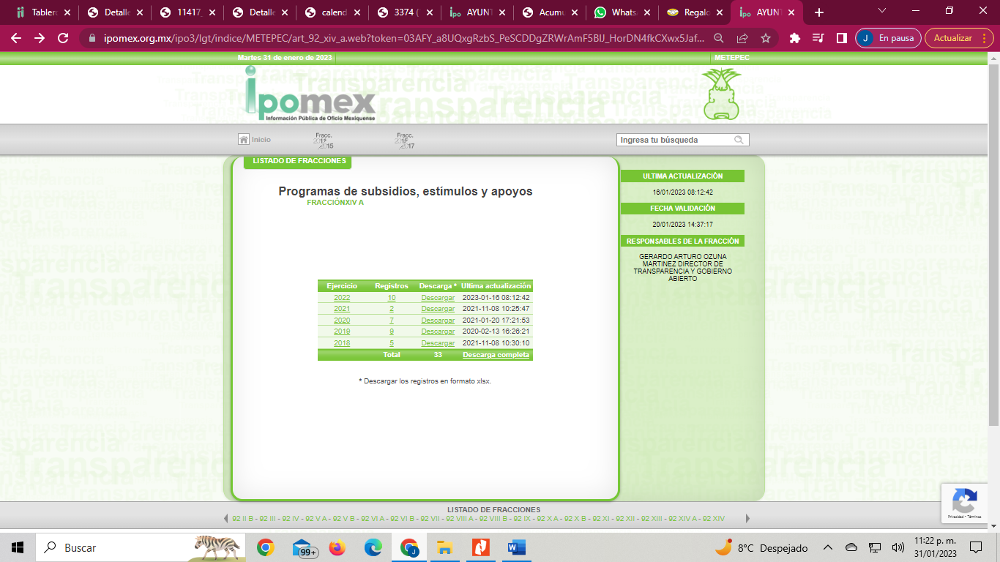 Tablero
Detalle
11417_
Detalle
calend
3374 (
AYUNT
Acumu
WhatsA
Regalo
AYUNT
ipomex.org.mx/ipo3/lgt/indice/METEPEC/art_92_xiv_a.web?token=03AFY_a8UQxgRzbS_PeSCDDgZRWrAmF5BlJ_HorDN4fkCXwx5Jaf...
J En pausa
Actualizar
Martes 31 de enero de 2023
METEPEC
ipomex
Información Pública de Oficio Mexiquense
Transparencia
Inicio
Fracc.
2015
Fracc.
2017
Ingresa tu búsqueda
LISTADO DE FRACCIONES
Programas de subsidios, estímulos y apoyos
FRACCIÓNXIV A
Ejercicio Registros Descarga * Ultima actualización
2022 10 Descargar 2023-01-16 08:12:42
2021 2 Descargar 2021-11-08 10:25:47
2020 7 Descargar 2021-01-20 17:21:53
2019 9 Descargar 2020-02-13 16:26:21
2018 5 Descargar 2021-11-08 10:30:10
Total 33 Descarga completa
* Descargar los registros en formato xlsx.
ULTIMA ACTUALIZACIÓN
16/01/2023 08:12:42
FECHA VALIDACIÓN
20/01/2023 14:37:17
RESPONSABLES DE LA FRACCIÓN
GERARDO ARTURO OZUNA
MARTINEZ DIRECTOR DE
TRANSPARENCIA Y GOBIERNO
ABIERTO
LISTADO DE FRACCIONES
92 II B - 92 III - 92 IV - 92 V A - 92 V B - 92 VI A - 92 VI B - 92 VII - 92 VIII A - 92 VIII B - 92 IX - 92 X A - 92 X B - 92 XI - 92 XII - 92 XIII - 92 XIV A - 92 XIV
Privacidad • Términos
Buscar
99+
8°C Despejado
11:22 p. m.
31/01/2023